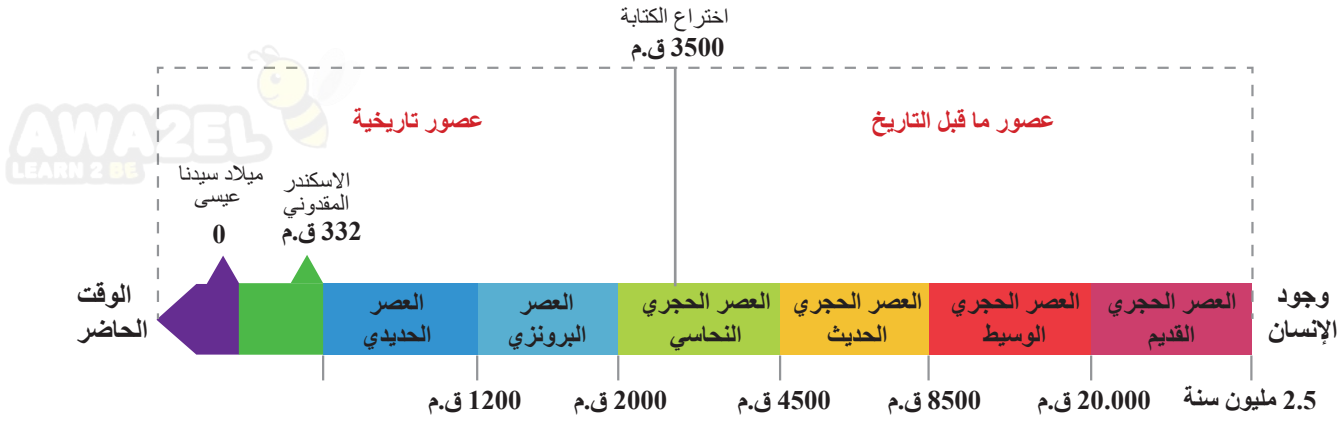 اختراع الكتابة
3500 ق.م
عصور ما قبل التاريخ
عصور تاريخية
AWA2EL
LEARN 2 BE
الاسكندر
المقدوني
332 ق.م
ميلاد سيدنا
عيسى
0
وجود
الإنسان
العصر الحجري
القديم
العصر الحجري
الوسيط
العصر الحجري
الحديث
العصر الحجري
النحاسي
العصر
البرونزي
العصر
الحديدي
الوقت
الحاضر
2.5 مليون سنة
20.000 ق.م
8500 ق.م
4500 ق.م
2000 ق.م
1200 ق.م